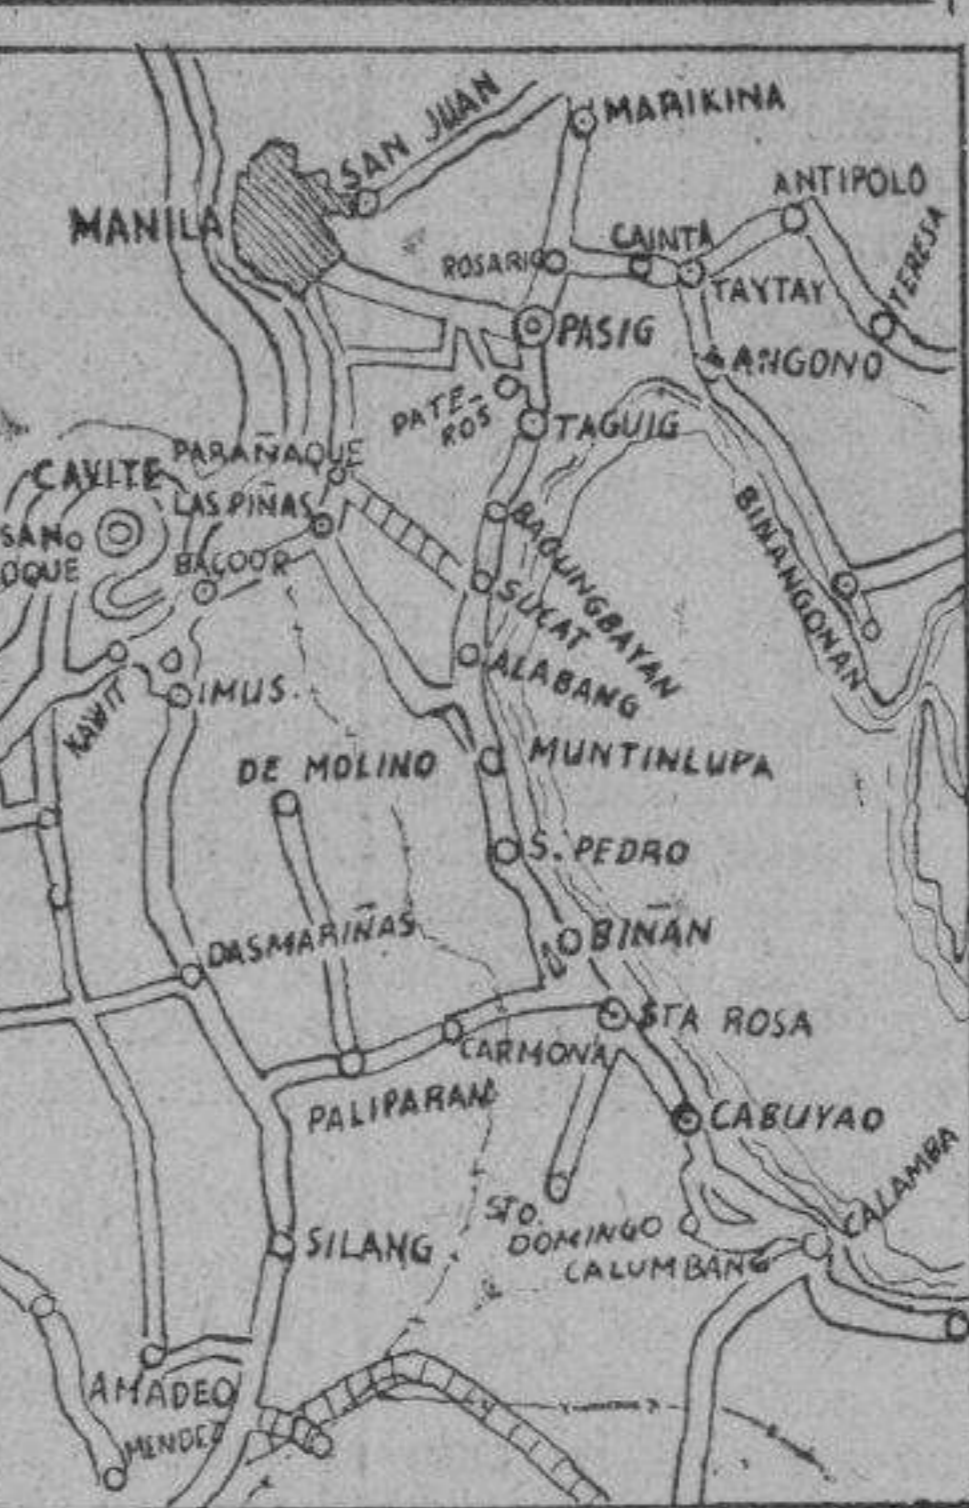 MARIKINA
SAN JUAN
ANTIPOLO
MANILA
TERESA
CAINTA
ROSARIO
TAYTAY
PASIG
ANGONO
PATE-
ROS
TAGUIG
PARAÑAQUE
CAVITE
LAS PIÑAS
BINANGONAN
BAGUNGBAYAN
SAN
OQUE
BACOOR
SUCAT
ALABANG
IMUS.
KAWIT
MUNTINLUPA
DE MOLINO
S. PEDRO
DASMARIÑAS
BIÑAN
STA ROSA
CARMONA
PALIPARAN
CABUYAO
CALAMBA
STO.
DOMINGO
SILANG
CALUMBANG
AMADEO
MENDEZ